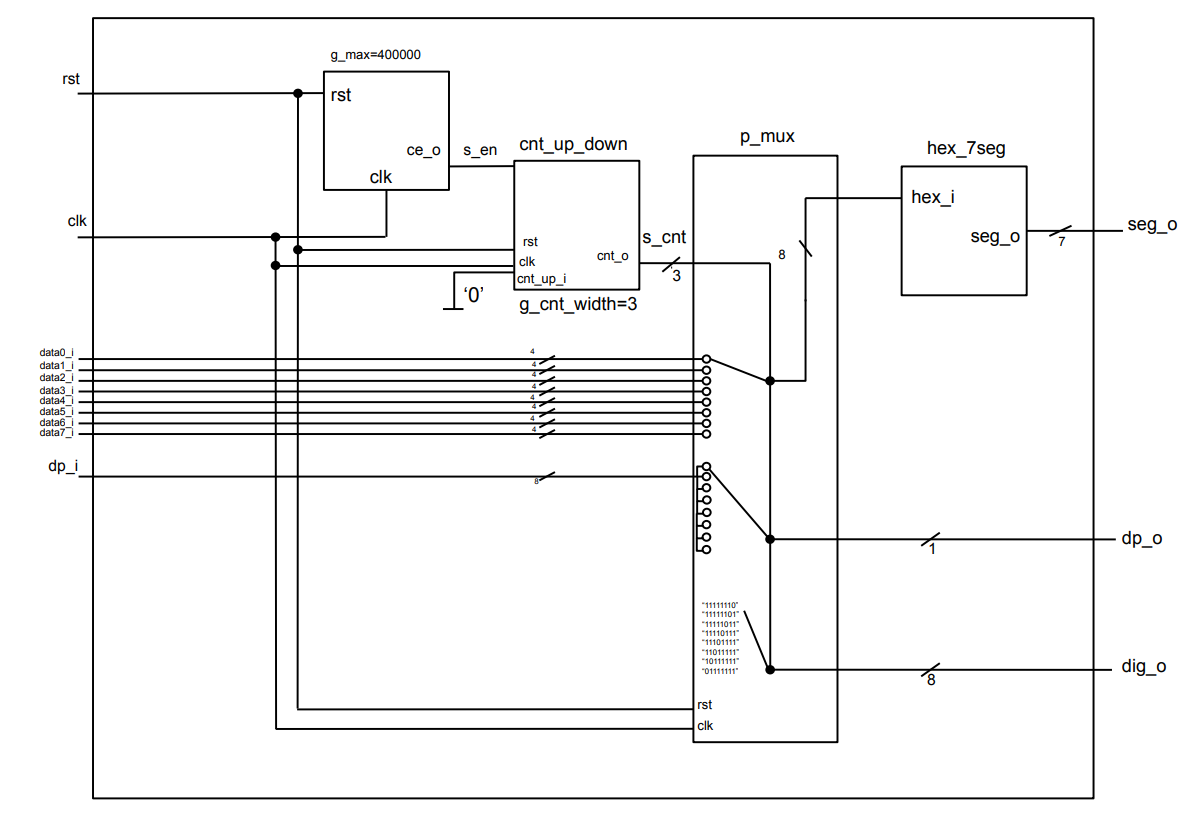 g_max=400000
rst
rst
ce_o
s_en
clk
cnt_up_down
p_mux
hex_7seg
hex_i
seg_o
7
seg_o
clk
rst
clk
cnt_up_i
cnt_o
s_cnt
3
8
‘0’
g_cnt_width=3
data0_i
data1_i
data2_i
data3_i
data4_i
data5_i
data6_i
data7_i
4
4
4
4
4
4
4
4
dp_i
8
1
dp_o
"11111110"
"11111101"
"11111011"
"11110111"
"11101111"
"11011111"
"10111111"
"01111111"
8
dig_o
rst
clk